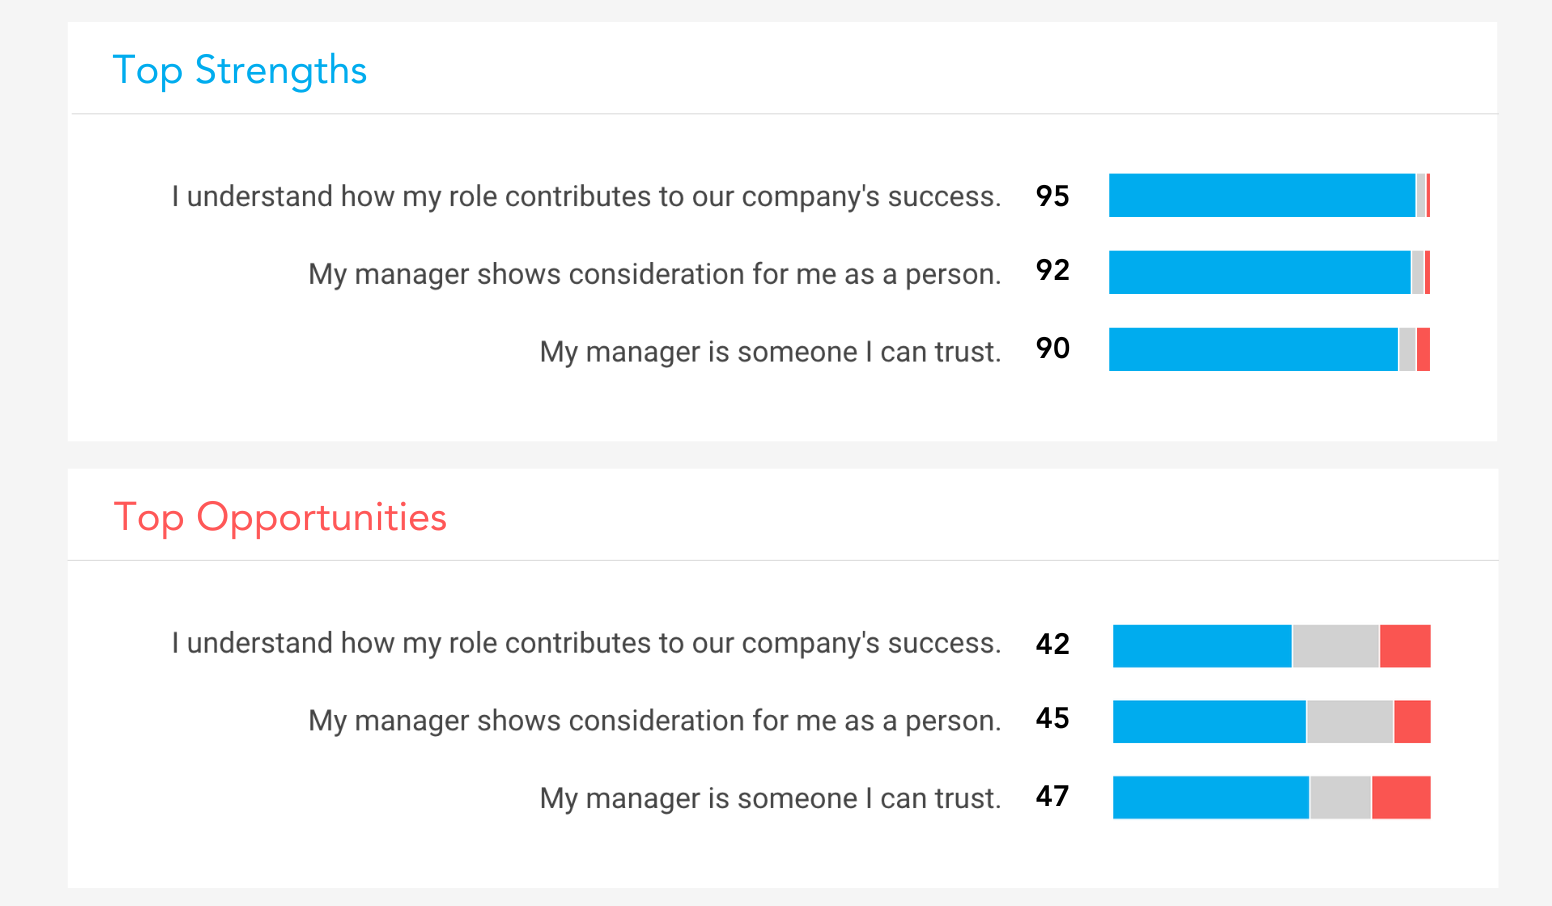 Top Strengths
I understand how my role contributes to our company's success. 95
My manager shows consideration for me as a person. 92
My manager is someone I can trust. 90
Top Opportunities
I understand how my role contributes to our company's success. 42
My manager shows consideration for me as a person. 45
My manager is someone I can trust. 47